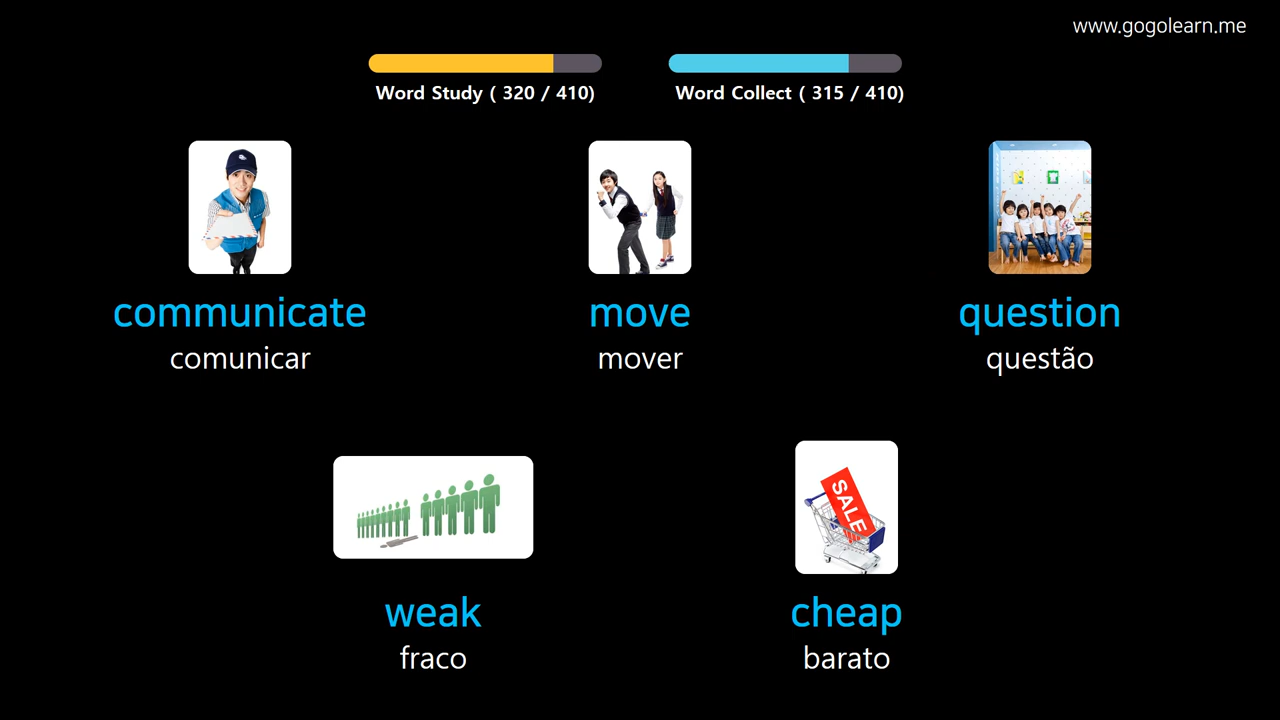 www.gogolearn.me
Word Study ( 320 / 410)
Word Collect ( 315 / 410)
communicate
comunicar
move
mover
question
questão
SALE
weak
fraco
cheap
barato